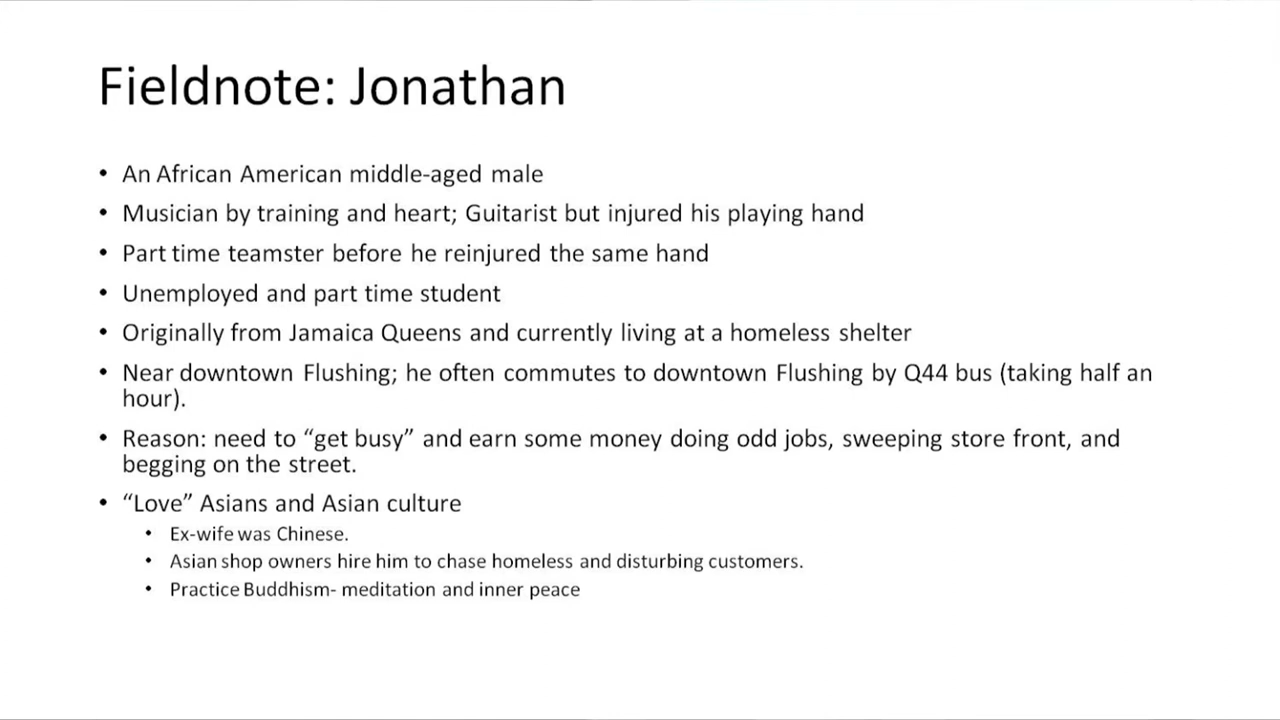 Fieldnote: Jonathan
• An African American middle-aged male
• Musician by training and heart; Guitarist but injured his playing hand
• Part time teamster before he reinjured the same hand
• Unemployed and part time student
• Originally from Jamaica Queens and currently living at a homeless shelter
• Near downtown Flushing; he often commutes to downtown Flushing by Q44 bus (taking half an
hour).
• Reason: need to “get busy” and earn some money doing odd jobs, sweeping store front, and
begging on the street.
• “Love” Asians and Asian culture
• Ex-wife was Chinese.
• Asian shop owners hire him to chase homeless and disturbing customers.
• Practice Buddhism- meditation and inner peace